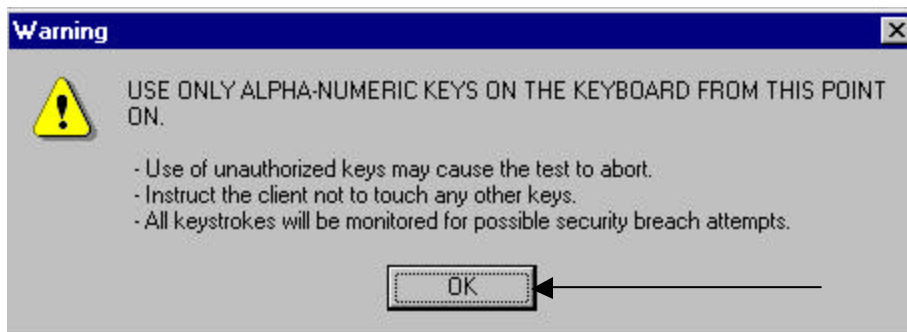 Warning
USE ONLY ALPHA-NUMERIC KEYS ON THE KEYBOARD FROM THIS POINT
ON.
- Use of unauthorized keys may cause the test to abort.
- Instruct the client not to touch any other keys.
- All keystrokes will be monitored for possible security breach attempts.
OK